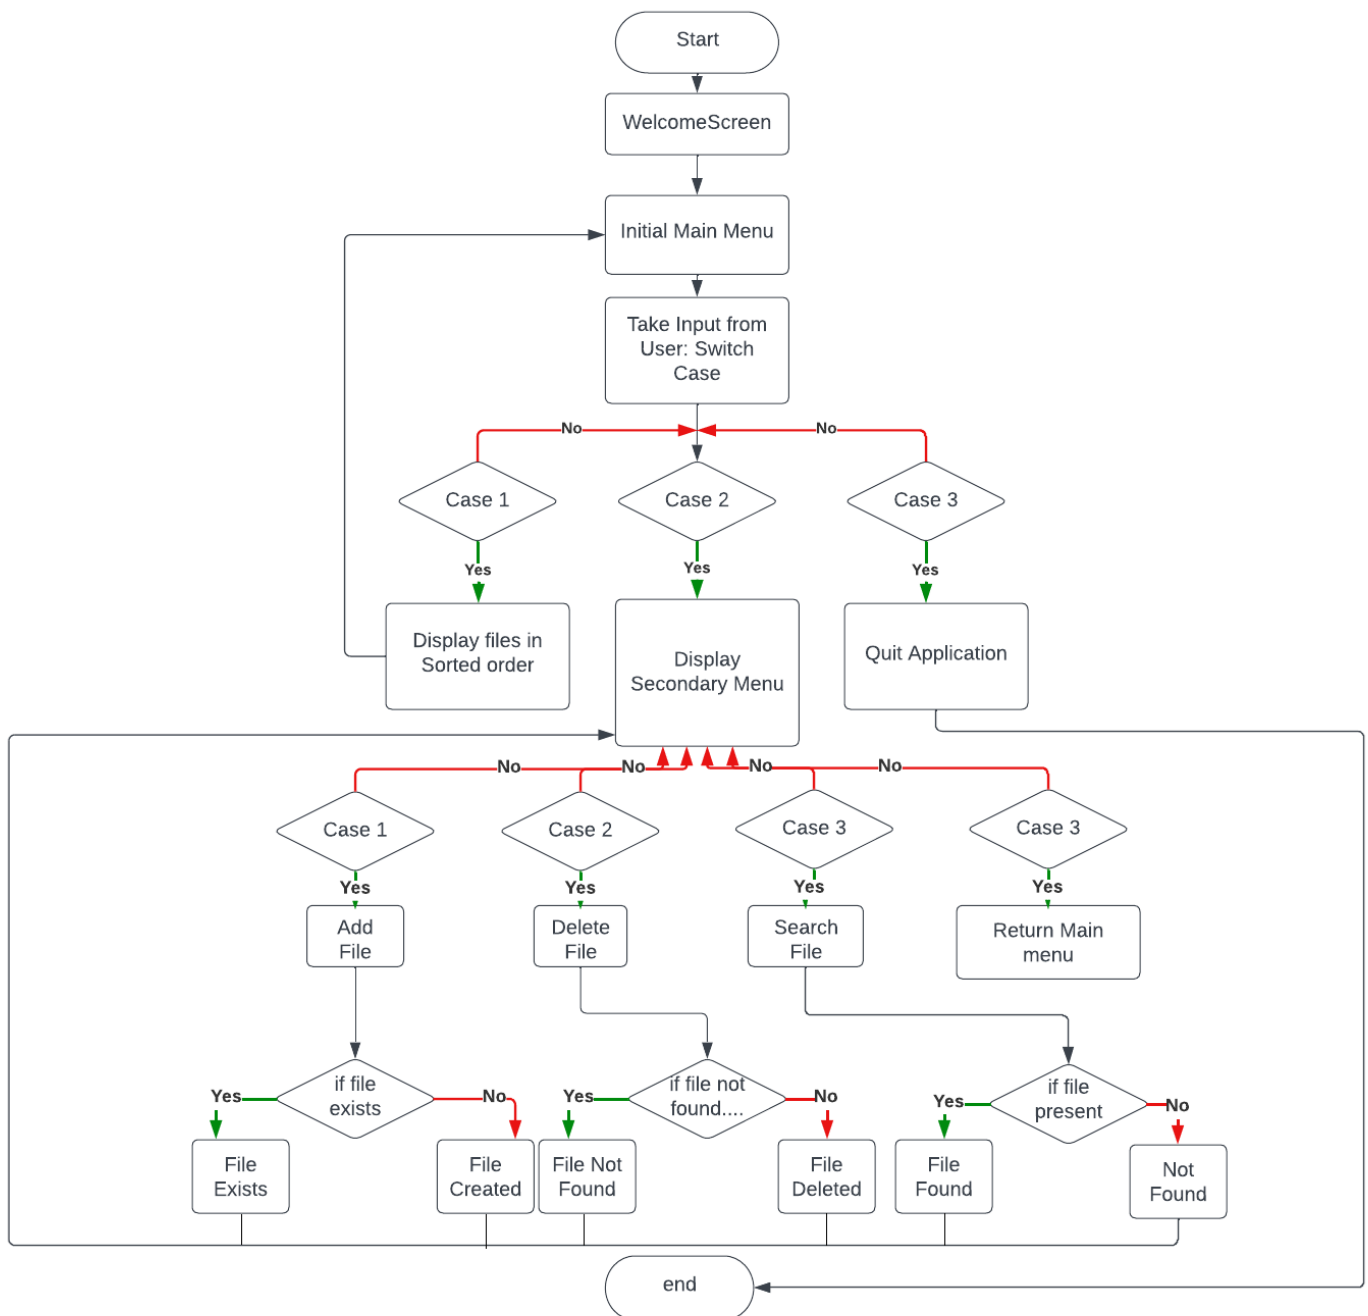 Start
WelcomeScreen
Initial Main Menu
Take Input from
User: Switch
Case
No
No
Case 1
Case 2
Case 3
Yes
Yes
Yes
Display files in
Sorted order
Display
Secondary Menu
Quit Application
No
No
No
No
Case 1
Case 2
Case 3
Case 3
Yes
Yes
Yes
Yes
Add
File
Delete
File
Search
File
Return Main
menu
if file
exists
Yes
No
if file not
found....
Yes
No
if file
present
Yes
No
File
Exists
File
Created
File Not
Found
File
Deleted
File
Found
Not
Found
end